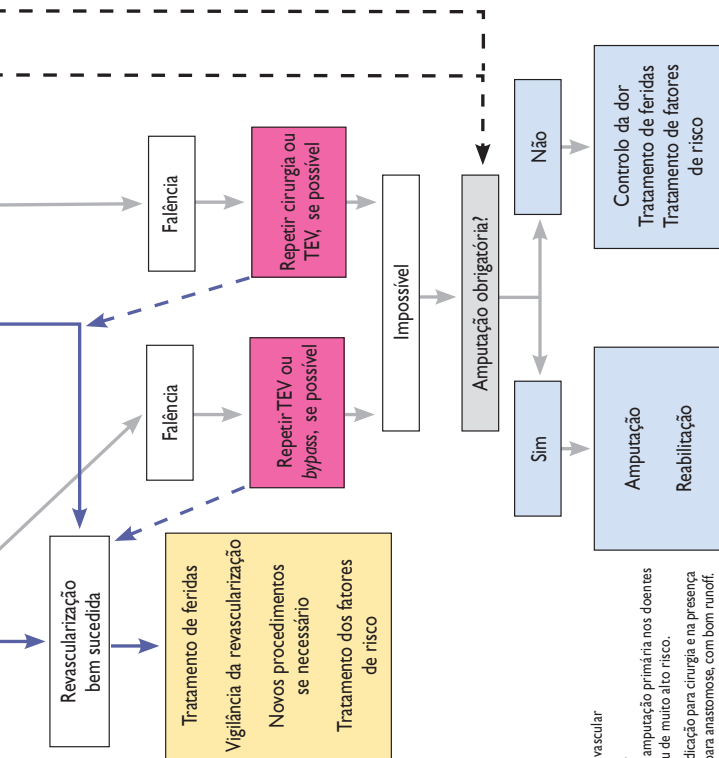 Falência
Repetir cirurgia ou
TEV, se possível
Falência
Repetir TEV ou
bypass, se possível
Revascularização
bem sucedida
Tratamento de feridas
Vigilância da revascularização
Novos procedimentos
se necessário
Tratamento dos fatores
de risco
Impossível
Amputação obrigatória?
Não
Controlo da dor
Tratamento de feridas
Tratamento de fatores
de risco
Sim
Amputação
Reabilitação
vascular
amputação primária nos doentes
de muito alto risco.
para cirurgia e na presença
para anastomose, com bom runoff.